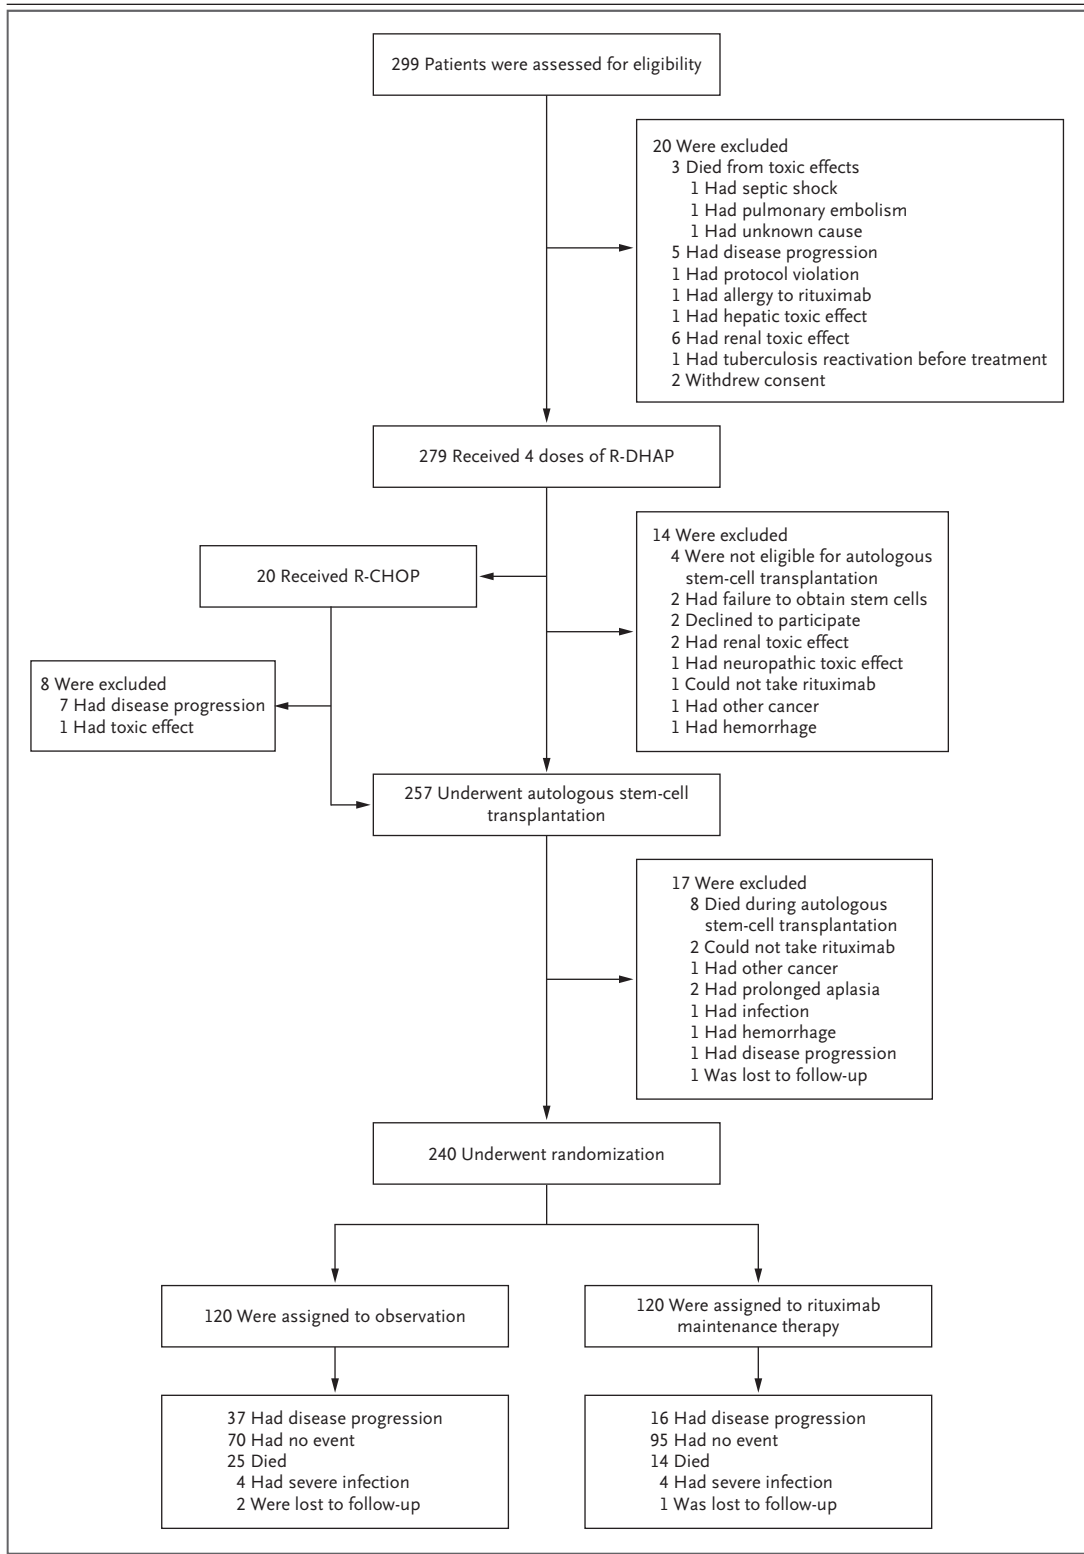 299 Patients were assessed for eligibility
20 Were excluded
3 Died from toxic effects
1 Had septic shock
1 Had pulmonary embolism
1 Had unknown cause
5 Had disease progression
1 Had protocol violation
1 Had allergy to rituximab
1 Had hepatic toxic effect
6 Had renal toxic effect
1 Had tuberculosis reactivation before treatment
2 Withdrew consent
279 Received 4 doses of R-DHAP
14 Were excluded
4 Were not eligible for autologous
stem-cell transplantation
2 Had failure to obtain stem cells
2 Declined to participate
2 Had renal toxic effect
1 Had neuropathic toxic effect
1 Could not take rituximab
1 Had other cancer
1 Had hemorrhage
20 Received R-CHOP
8 Were excluded
7 Had disease progression
1 Had toxic effect
257 Underwent autologous stem-cell
transplantation
17 Were excluded
8 Died during autologous
stem-cell transplantation
2 Could not take rituximab
1 Had other cancer
2 Had prolonged aplasia
1 Had infection
1 Had hemorrhage
1 Had disease progression
1 Was lost to follow-up
240 Underwent randomization
120 Were assigned to observation
120 Were assigned to rituximab
maintenance therapy
37 Had disease progression
70 Had no event
25 Died
4 Had severe infection
2 Were lost to follow-up
16 Had disease progression
95 Had no event
14 Died
4 Had severe infection
1 Was lost to follow-up